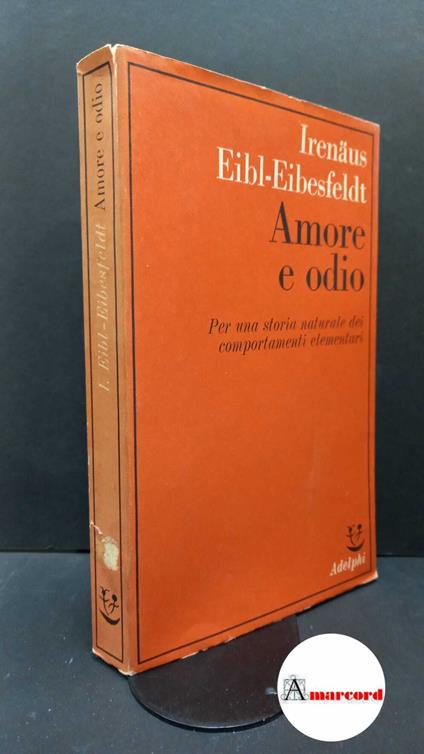 I. Eibl-Eibesfeldt Amore e odio
Irenäus
Eibl-Eibesfeldt
Amore
e odio
Per una storia naturale dei
comportamenti elementari
Adelphi
Amarcord